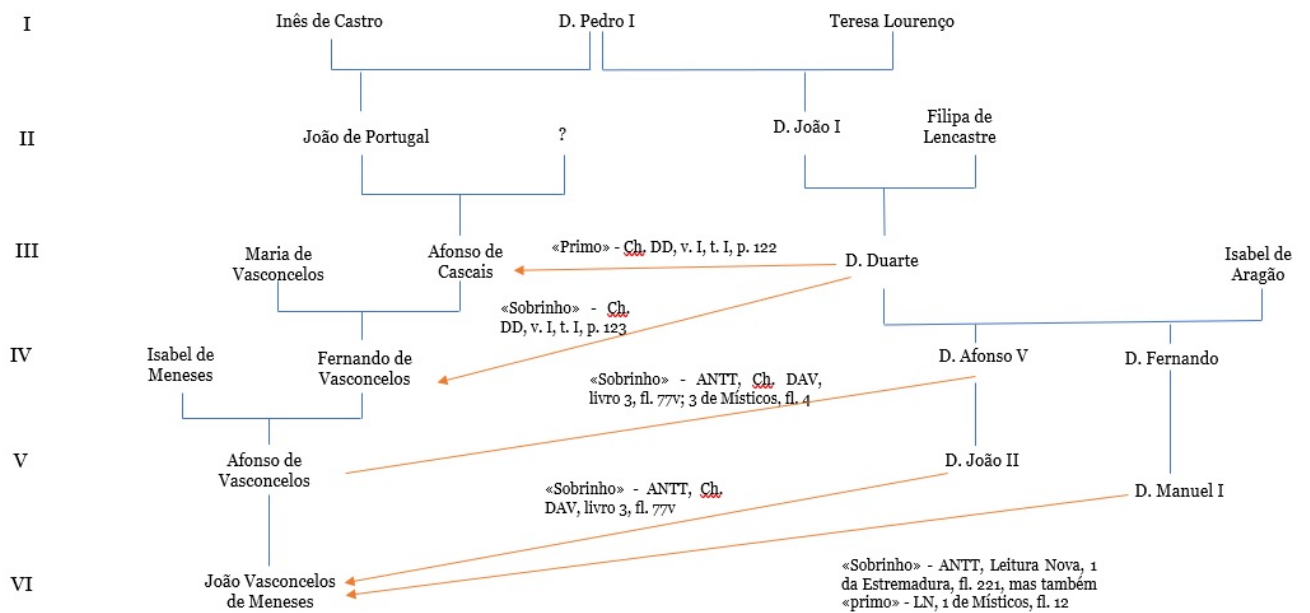 I
Inês de Castro
D. Pedro I
Teresa Lourenço
II
João de Portugal
?
D. João I
Filipa de
Lencastre
III
Maria de
Vasconcelos
Afonso de
Cascais
«Primo» - Ch. DD, v. I, t. I, p. 122
D. Duarte
Isabel de
Aragão
«Sobrinho» - Ch.
DD, v. I, t. I, p. 123
IV
Isabel de
Meneses
Fernando de
Vasconcelos
D. Afonso V
D. Fernando
«Sobrinho» - ANTT, Ch. DAV,
livro 3, fl. 77v; 3 de Místicos, fl. 4
V
Afonso de
Vasconcelos
D. João II
«Sobrinho» - ANTT, Ch.
DAV, livro 3, fl. 77v
D. Manuel I
VI
João Vasconcelos
de Meneses
«Sobrinho» - ANTT, Leitura Nova, 1
da Estremadura, fl. 221, mas também
«primo» - LN, 1 de Místicos, fl. 12